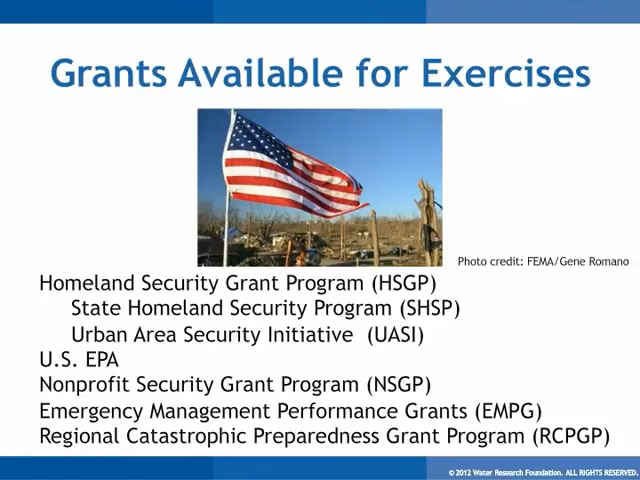 Grants Available for Exercises
Photo credit: FEMA/Gene Romano
Homeland Security Grant Program (HSGP)
State Homeland Security Program (SHSP)
Urban Area Security Initiative (UASI)
U.S. EPA
Nonprofit Security Grant Program (NSGP)
Emergency Management Performance Grants (EMPG)
Regional Catastrophic Preparedness Grant Program (RCPGP)
© 2012 Water Research Foundation. ALL RIGHTS RESERVED.